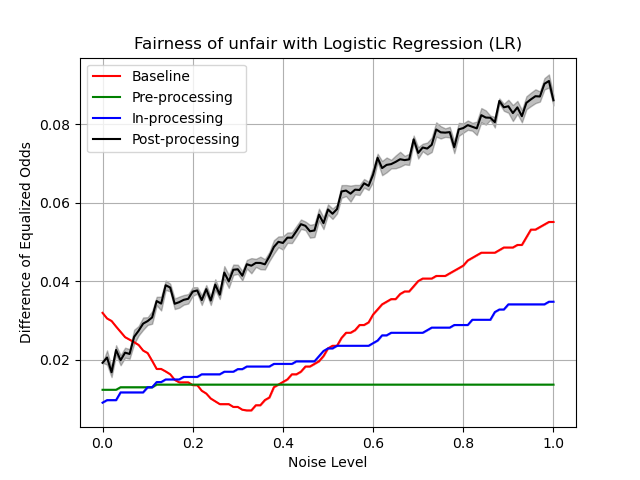 Fairness of unfair with Logistic Regression (LR)
Baseline
Pre-processing
In-processing
Post-processing
Difference of Equalized Odds
0.08
0.06
0.04
0.02
0.0
0.2
0.4
0.6
0.8
1.0
Noise Level